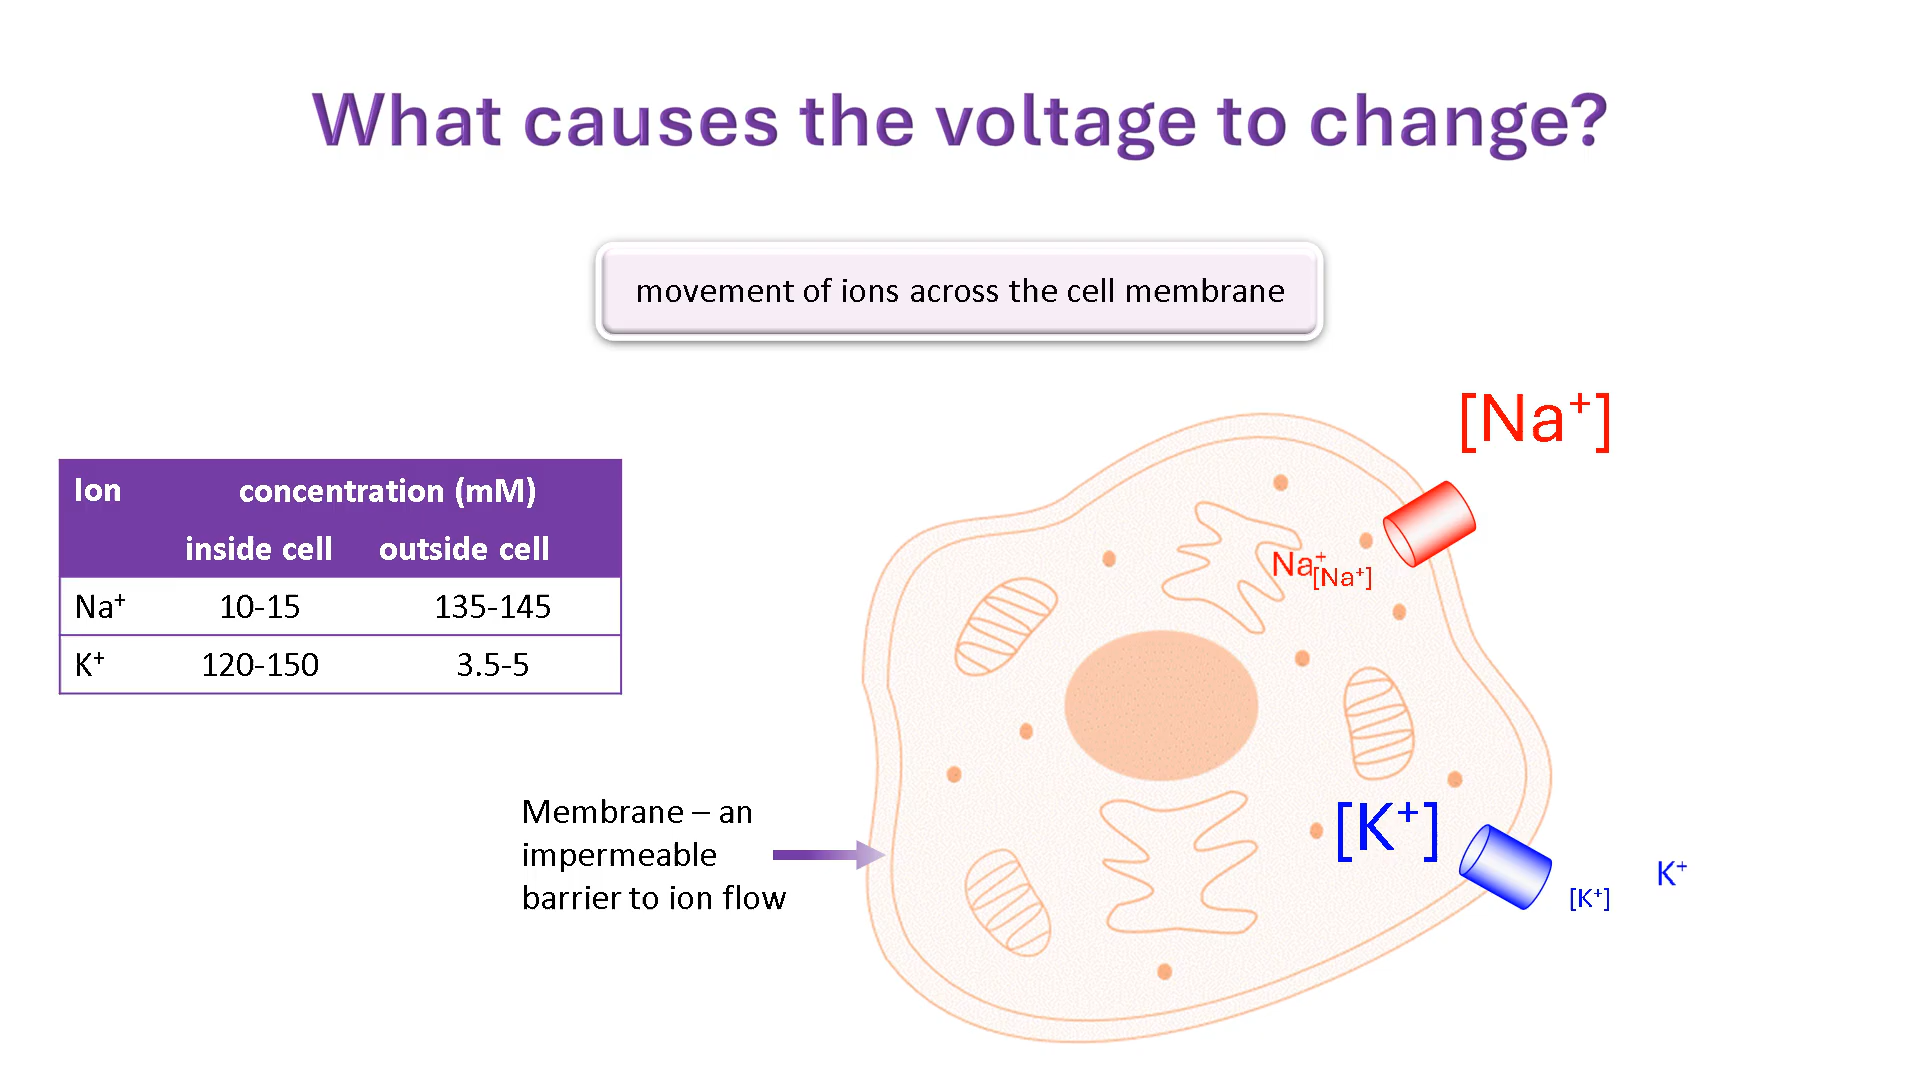 What causes the voltage to change?
movement of ions across the cell membrane
Ion concentration (mM)
inside cell outside cell
Na⁺ 10-15 135-145
K⁺ 120-150 3.5-5
Membrane – an
impermeable
barrier to ion flow
[Na⁺]
Na⁺
[Na⁺]
[K⁺]
[K⁺]
K⁺